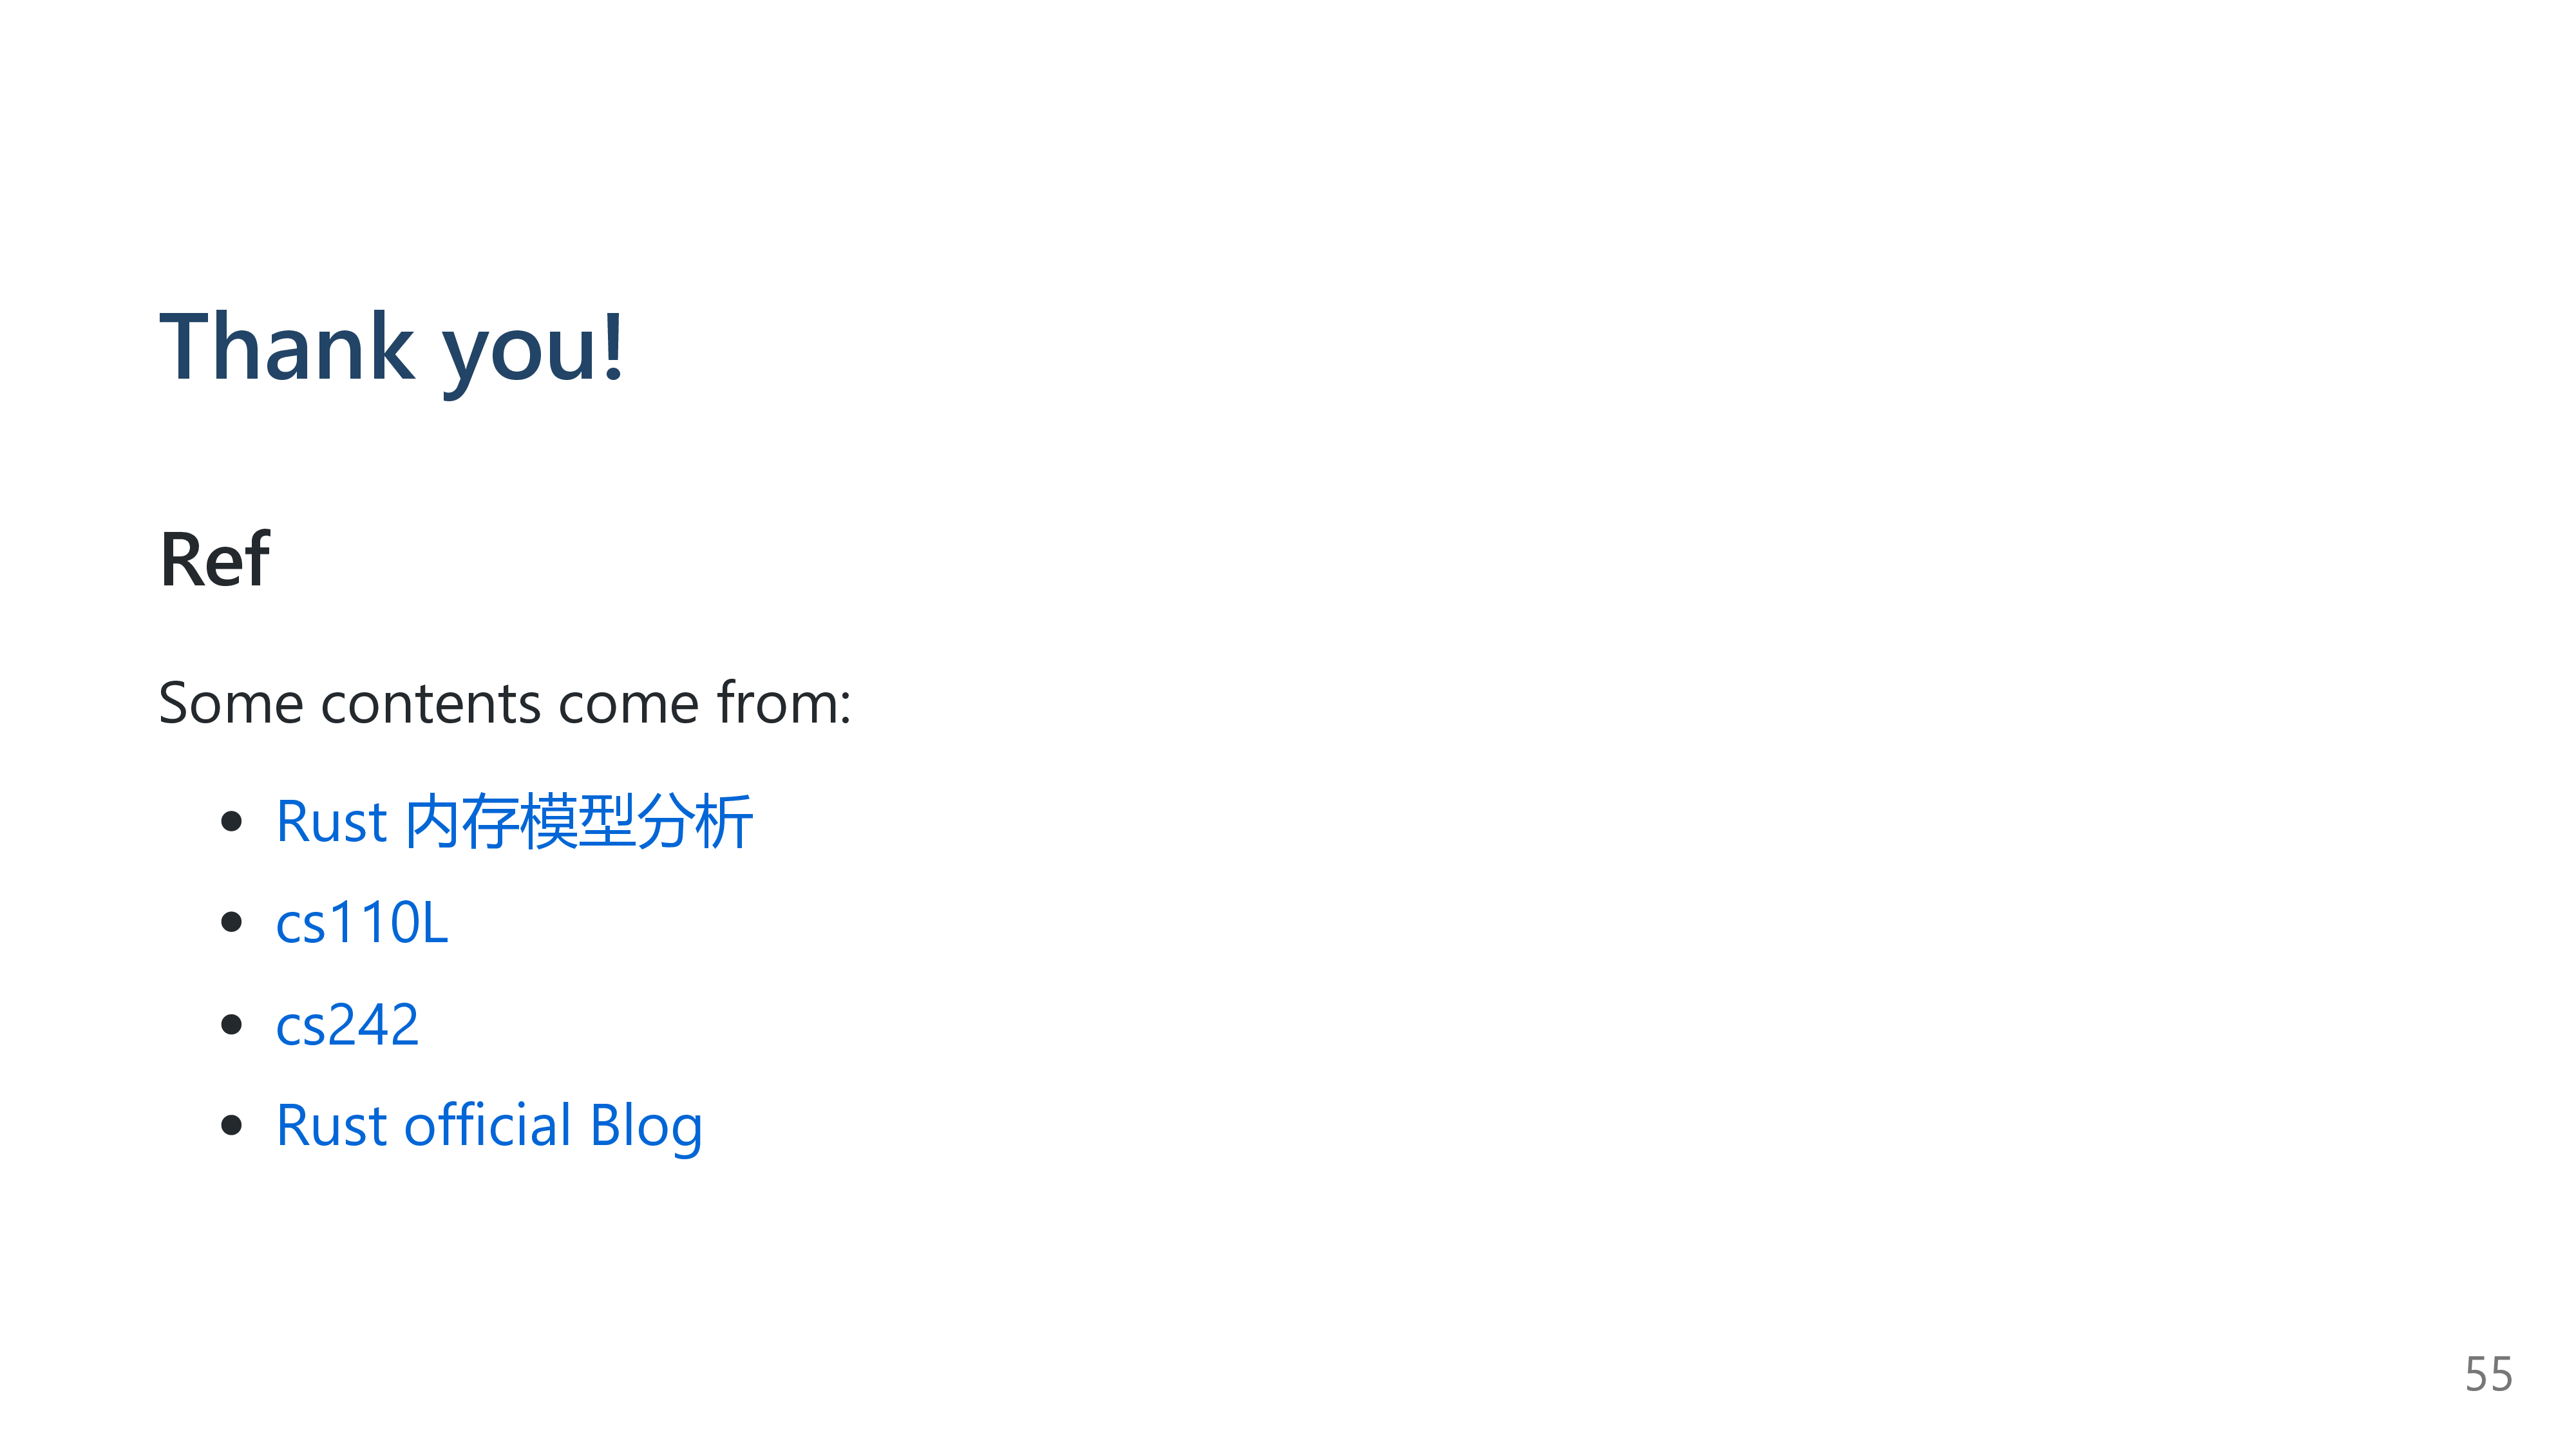 Thank you!
Ref
Some contents come from:
Rust 内存模型分析
cs110L
cs242
Rust official Blog
55